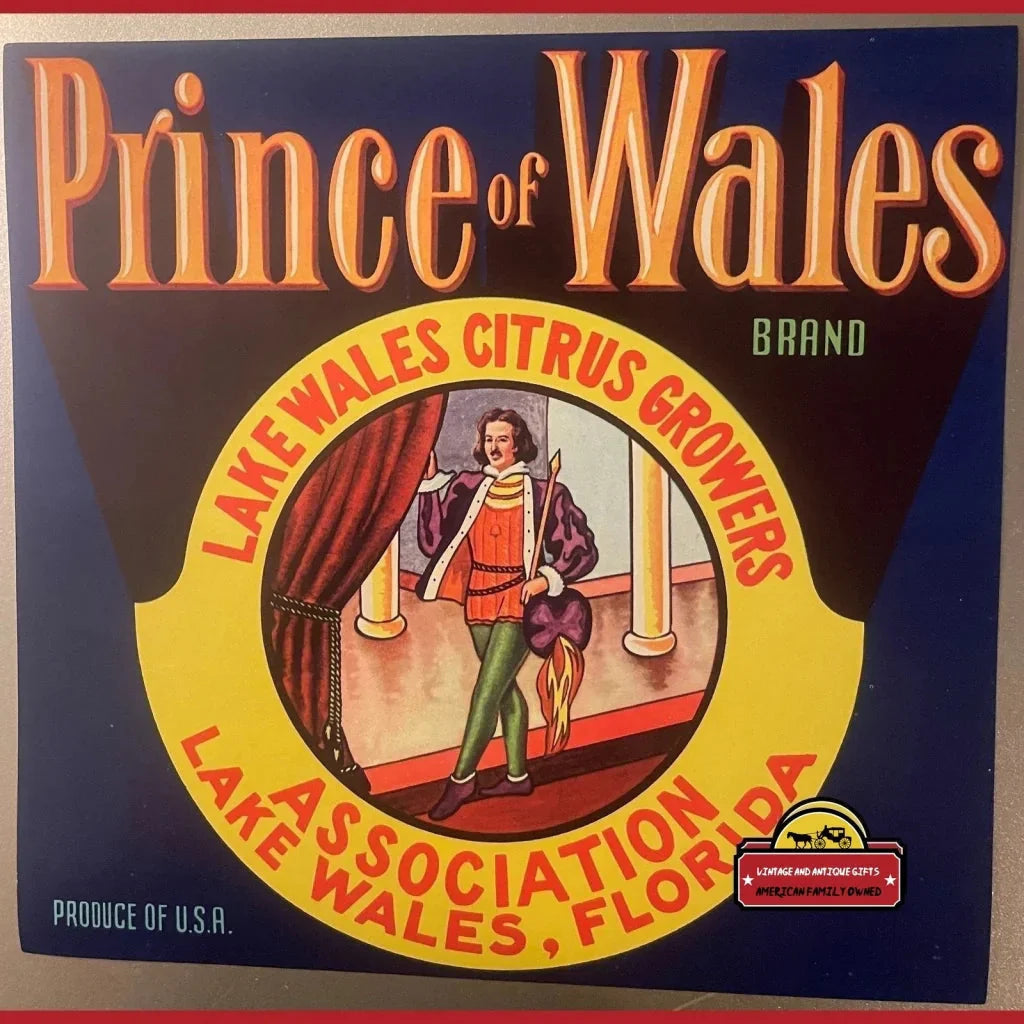 Prince of Wales
BRAND
LAKE WALES CITRUS GROWERS
ASSOCIATION
LAKE WALES, FLORIDA
PRODUCE OF U.S.A.
VINTAGE AND ANTIQUE GIFTS
AMERICAN FAMILY OWNED